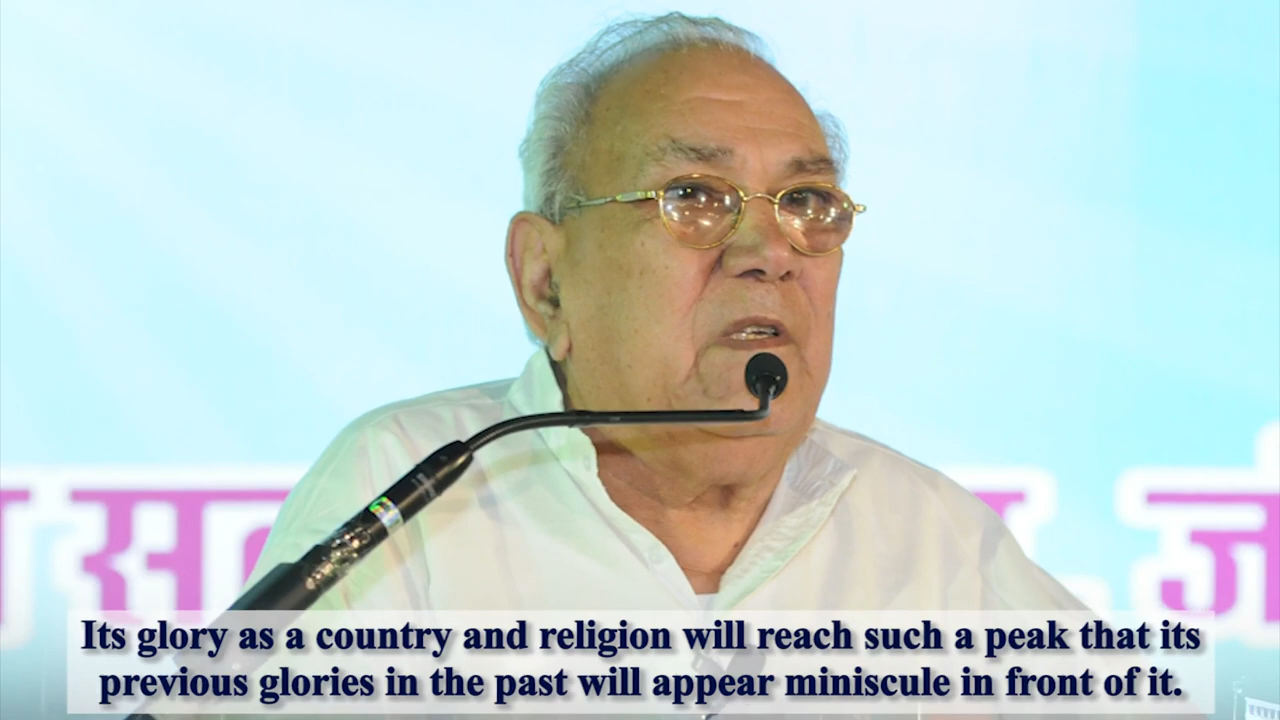 Its glory as a country and religion will reach such a peak that its
previous glories in the past will appear miniscule in front of it.